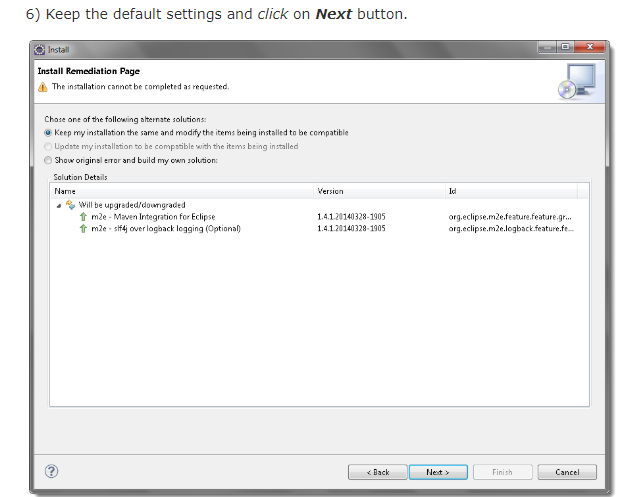 6) Keep the default settings and click on Next button.
Install
Install Remediation Page
The installation cannot be completed as requested.
Chose one of the following alternate solutions:
Keep my installation the same and modify the items being installed to be compatible
Update my installation to be compatible with the items being installed
Show original error and build my own solution:
Solution Details
Name Version Id
Will be upgraded/downgraded
m2e - Maven Integration for Eclipse 1.4.1.20140328-1905 org.eclipse.m2e.feature.feature.gr...
m2e - slf4j over logback logging (Optional) 1.4.1.20140328-1905 org.eclipse.m2e.logback.feature.fe...
? < Back Next > Finish Cancel